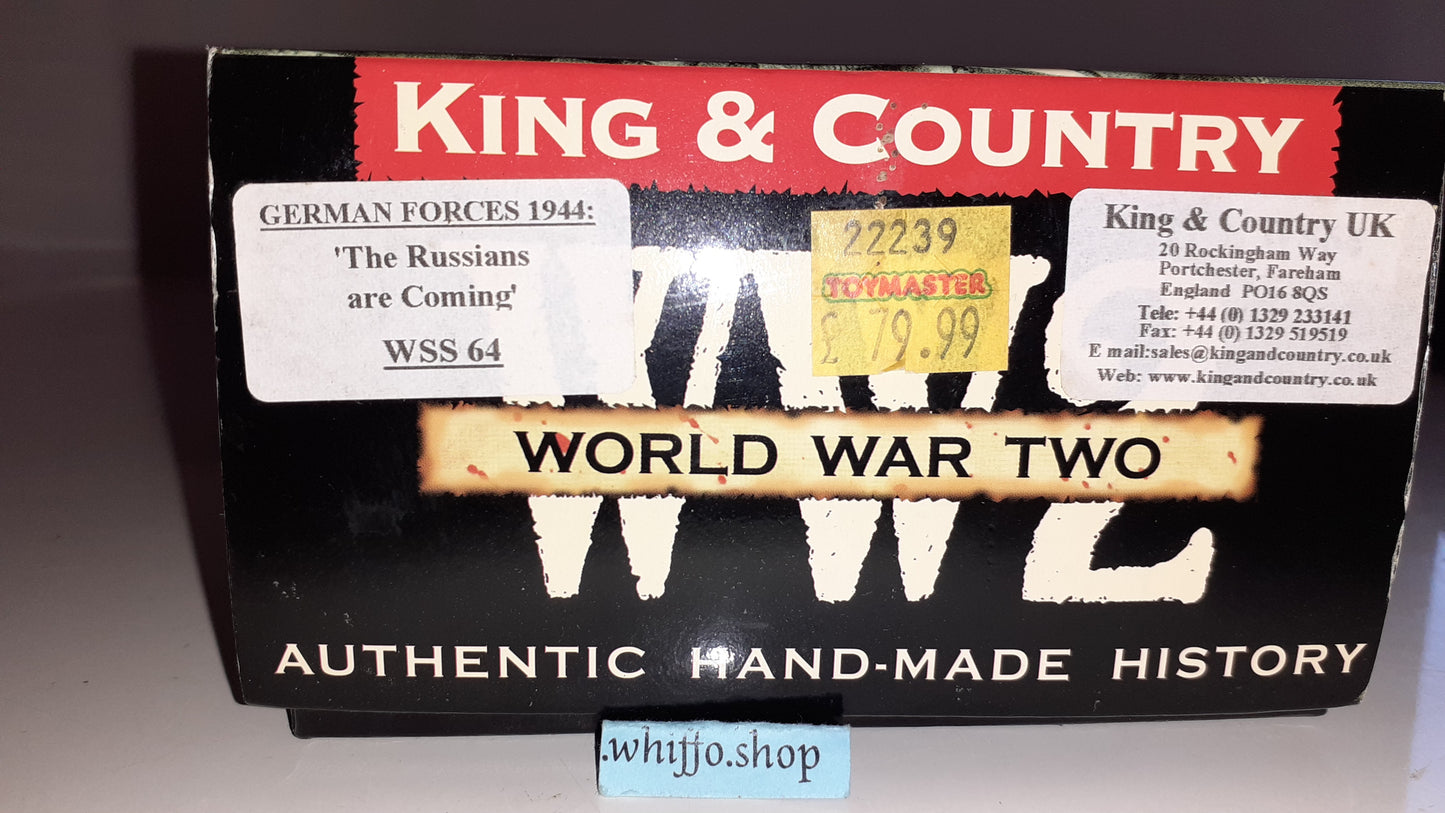 KING & COUNTRY
GERMAN FORCES 1944:
'The Russians
are Coming'
WSS 64
22239
TOYMASTER
£ 79.99
King & Country UK
20 Rockingham Way
Portchester, Fareham
England PO16 8QS
Tele: +44 (0) 1329 233141
Fax: +44 (0) 1329 519519
E mail:sales@kingandcountry.co.uk
Web: www.kingandcountry.co.uk
WW2
WORLD WAR TWO
AUTHENTIC HAND-MADE HISTORY
.whiffo.shop